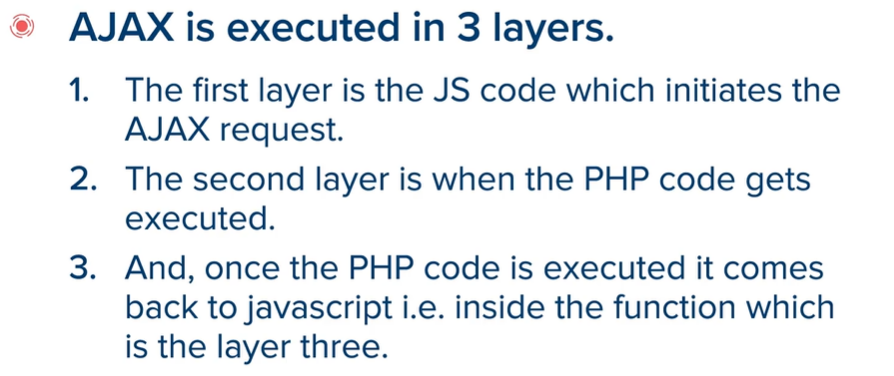 AJAX is executed in 3 layers.
1. The first layer is the JS code which initiates the
AJAX request.
2. The second layer is when the PHP code gets
executed.
3. And, once the PHP code is executed it comes
back to javascript i.e. inside the function which
is the layer three.